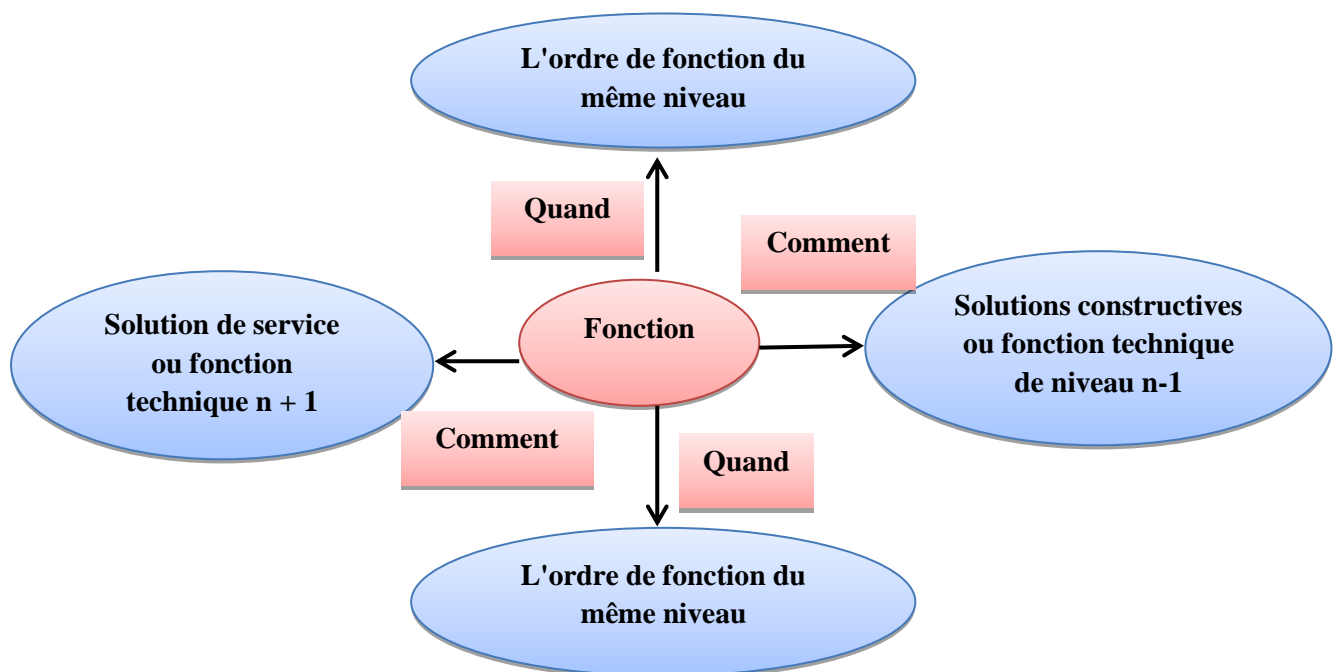 L'ordre de fonction du
même niveau
Quand
Comment
Solution de service
ou fonction
technique n + 1
Fonction
Solutions constructives
ou fonction technique
de niveau n-1
Comment
Quand
L'ordre de fonction du
même niveau